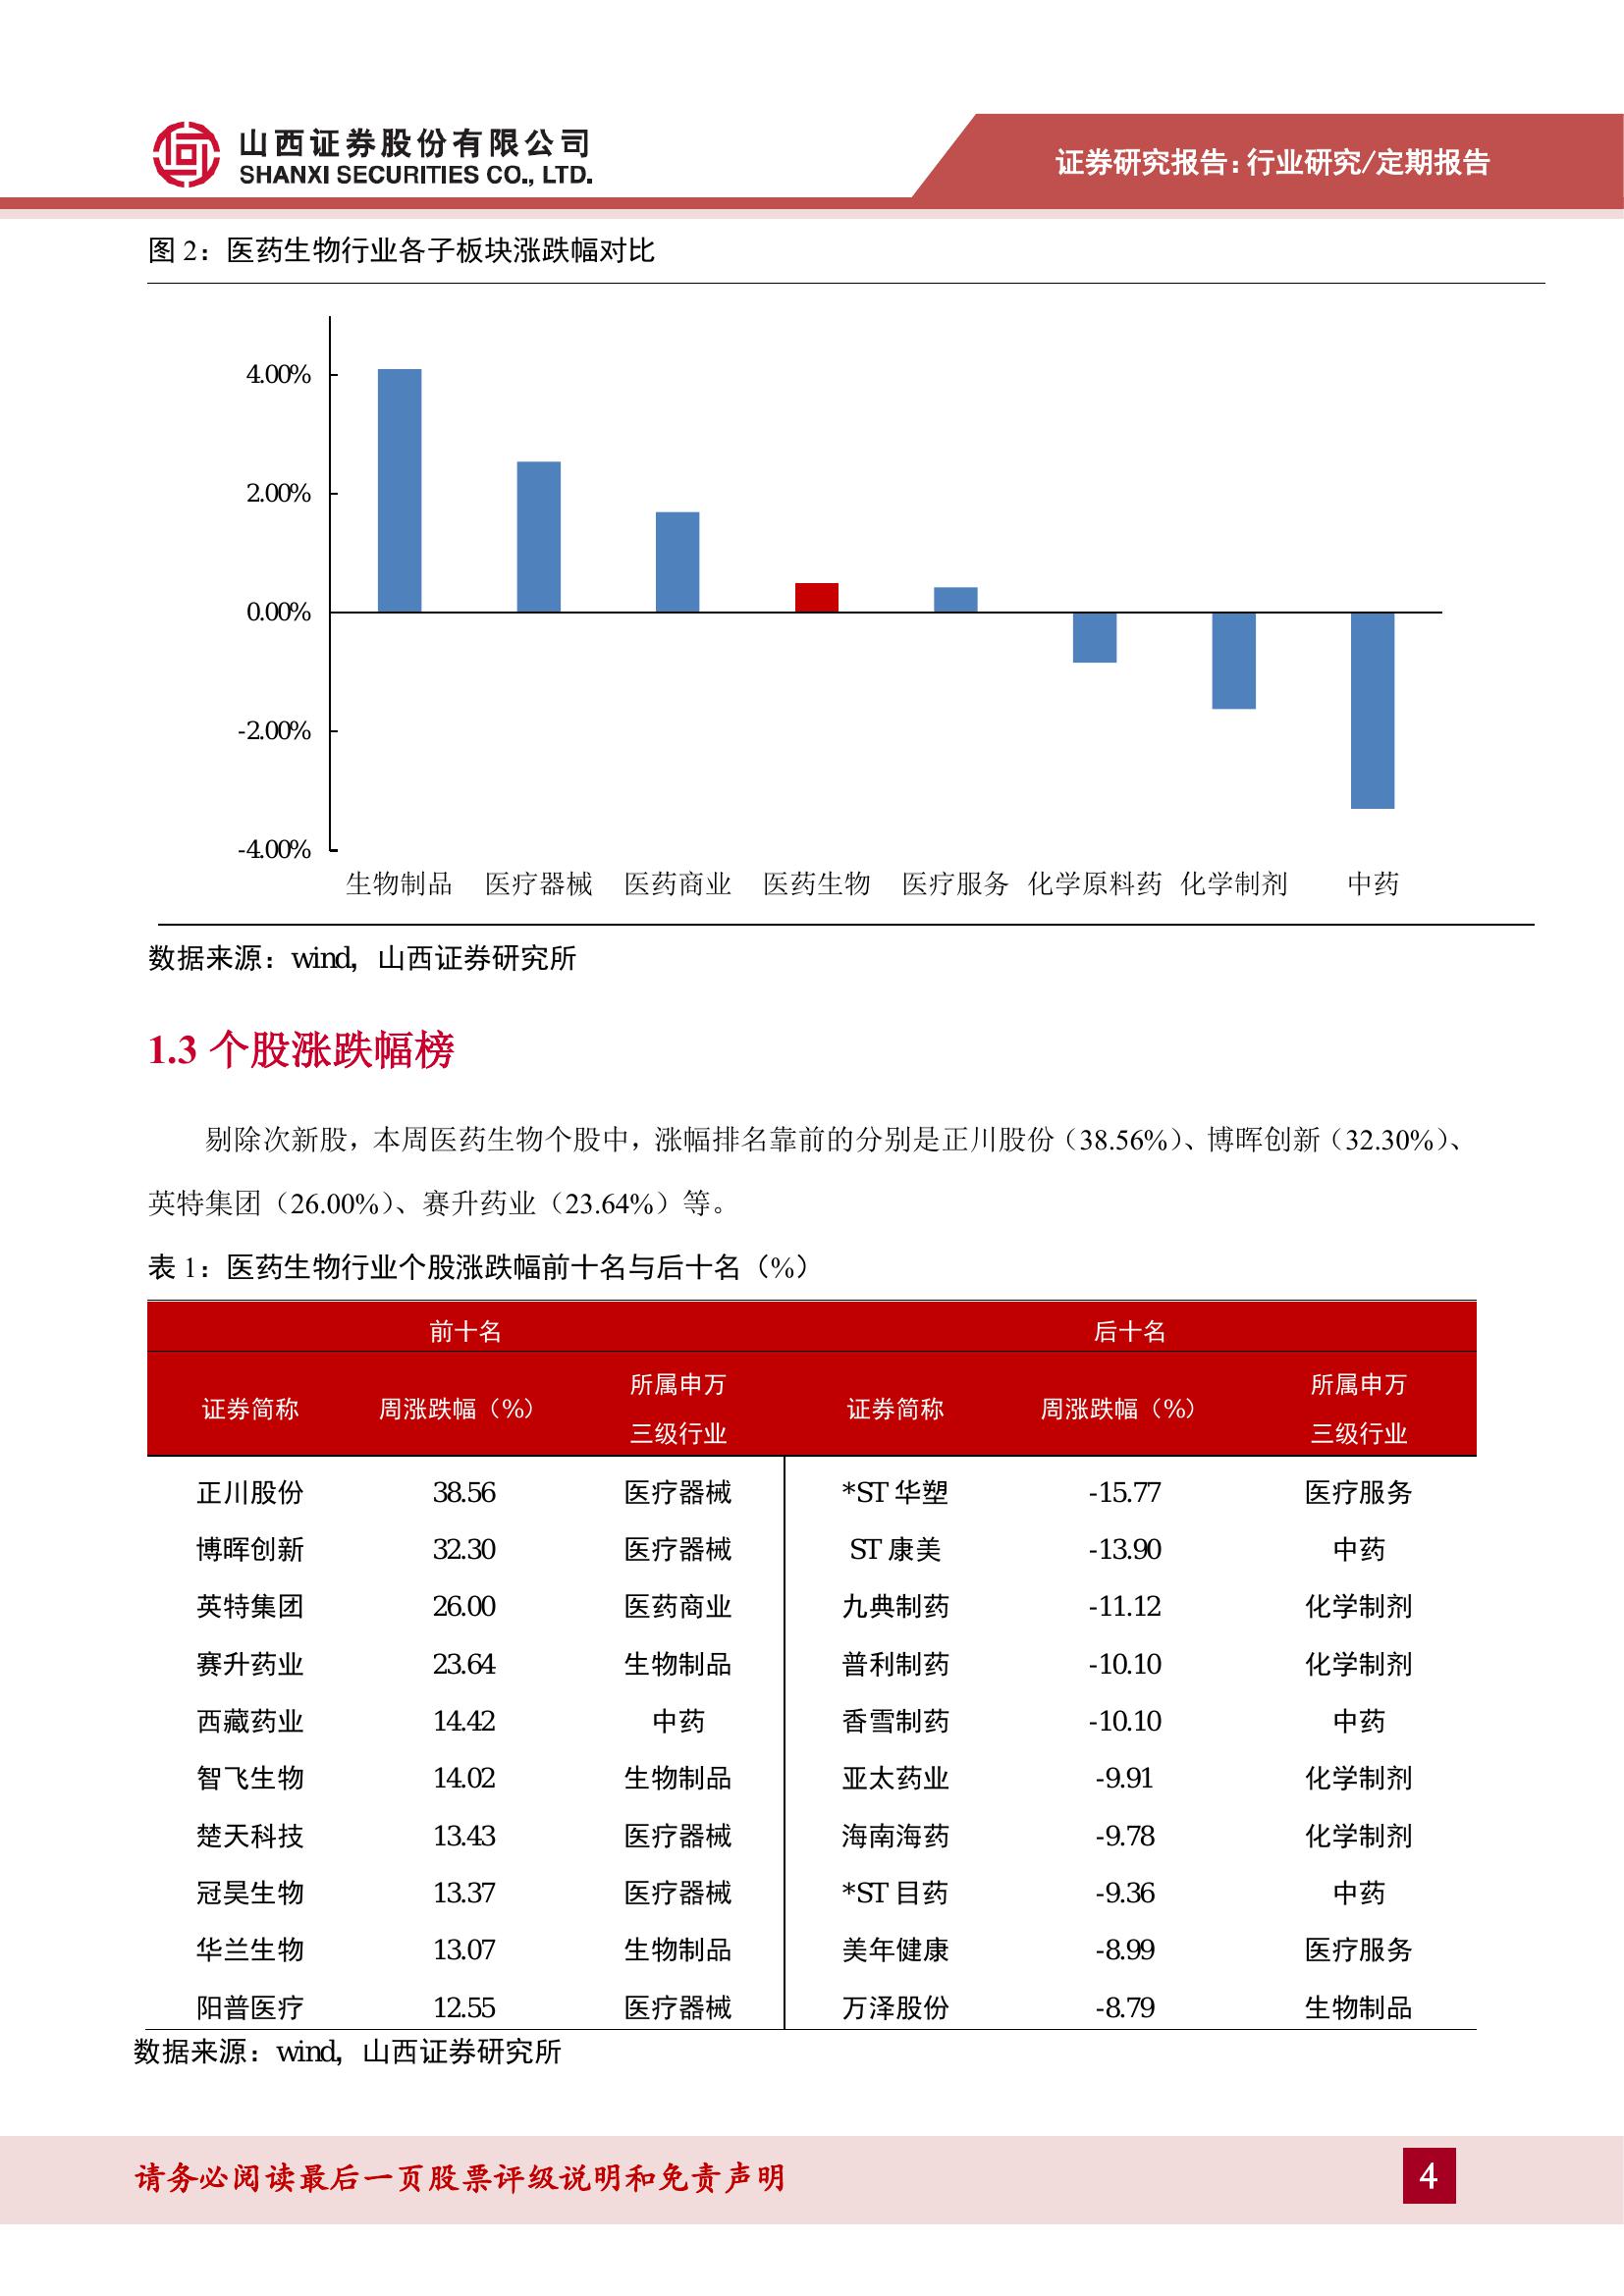 山西证券股份有限公司
SHANXI SECURITIES CO., LTD.
证券研究报告:行业研究/定期报告
图 2：医药生物行业各子板块涨跌幅对比
4.00%
2.00%
0.00%
-2.00%
-4.00%
生物制品 医疗器械 医药商业 医药生物 医疗服务 化学原料药 化学制剂 中药
数据来源：wind，山西证券研究所
1.3 个股涨跌幅榜
剔除次新股，本周医药生物个股中，涨幅排名靠前的分别是正川股份（38.56%）、博晖创新（32.30%）、
英特集团（26.00%）、赛升药业（23.64%）等。
表 1：医药生物行业个股涨跌幅前十名与后十名（%）
前十名 后十名
证券简称 周涨跌幅（%） 所属申万 三级行业 证券简称 周涨跌幅（%） 所属申万 三级行业
正川股份 38.56 医疗器械 *ST 华塑 -15.77 医疗服务
博晖创新 32.30 医疗器械 ST 康美 -13.90 中药
英特集团 26.00 医药商业 九典制药 -11.12 化学制剂
赛升药业 23.64 生物制品 普利制药 -10.10 化学制剂
西藏药业 14.42 中药 香雪制药 -10.10 中药
智飞生物 14.02 生物制品 亚太药业 -9.91 化学制剂
楚天科技 13.43 医疗器械 海南海药 -9.78 化学制剂
冠昊生物 13.37 医疗器械 *ST 目药 -9.36 中药
华兰生物 13.07 生物制品 美年健康 -8.99 医疗服务
阳普医疗 12.55 医疗器械 万泽股份 -8.79 生物制品
数据来源：wind，山西证券研究所
请务必阅读最后一页股票评级说明和免责声明
4